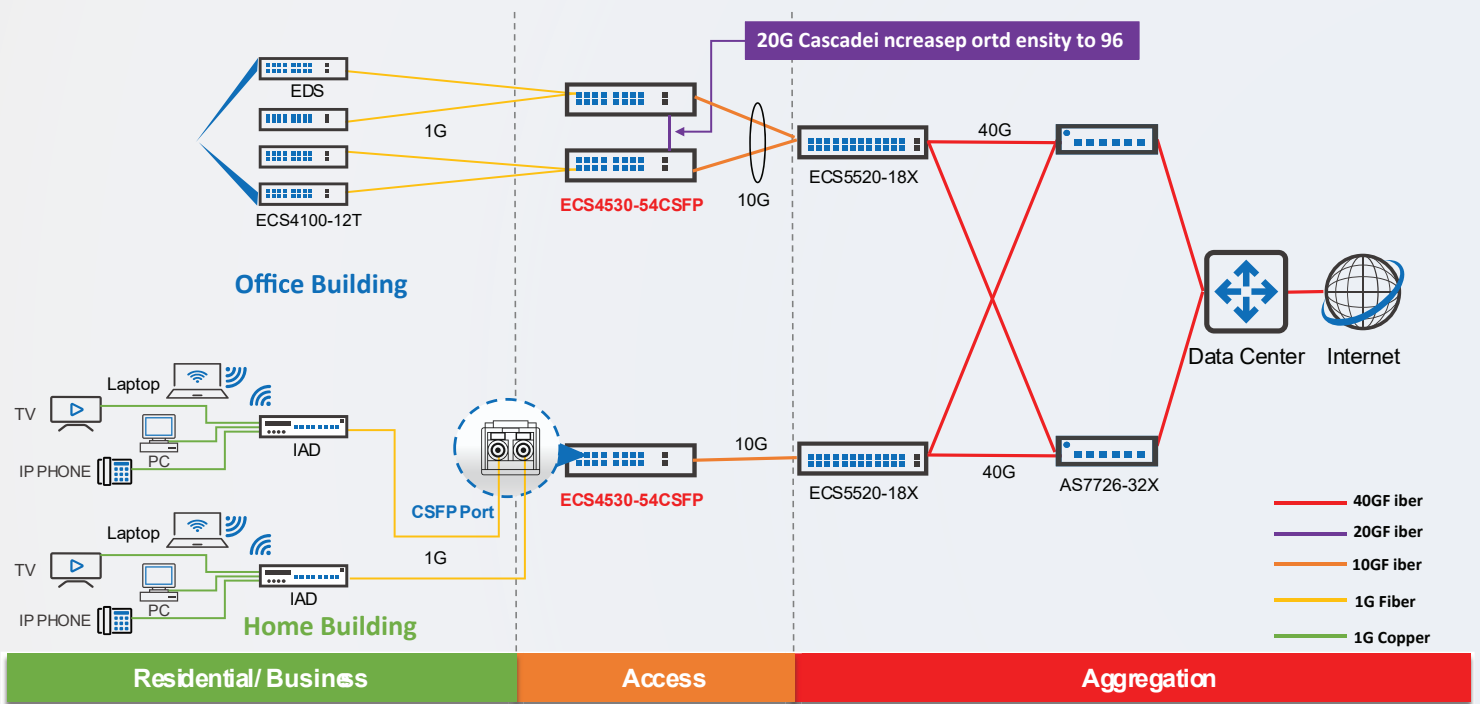 20G Cascadei ncreasep ortd ensity to 96
EDS
1G
ECS4100-12T
Office Building
ECS4530-54CSFP
10G
ECS5520-18X
40G
Data Center
Internet
Laptop
TV
PC
IP PHONE
IAD
CSFP Port
1G
Laptop
TV
PC
IP PHONE
IAD
Home Building
ECS4530-54CSFP
10G
ECS5520-18X
40G
AS7726-32X
40GF iber
20GF iber
10GF iber
1G Fiber
1G Copper
Residential/ Business
Access
Aggregation